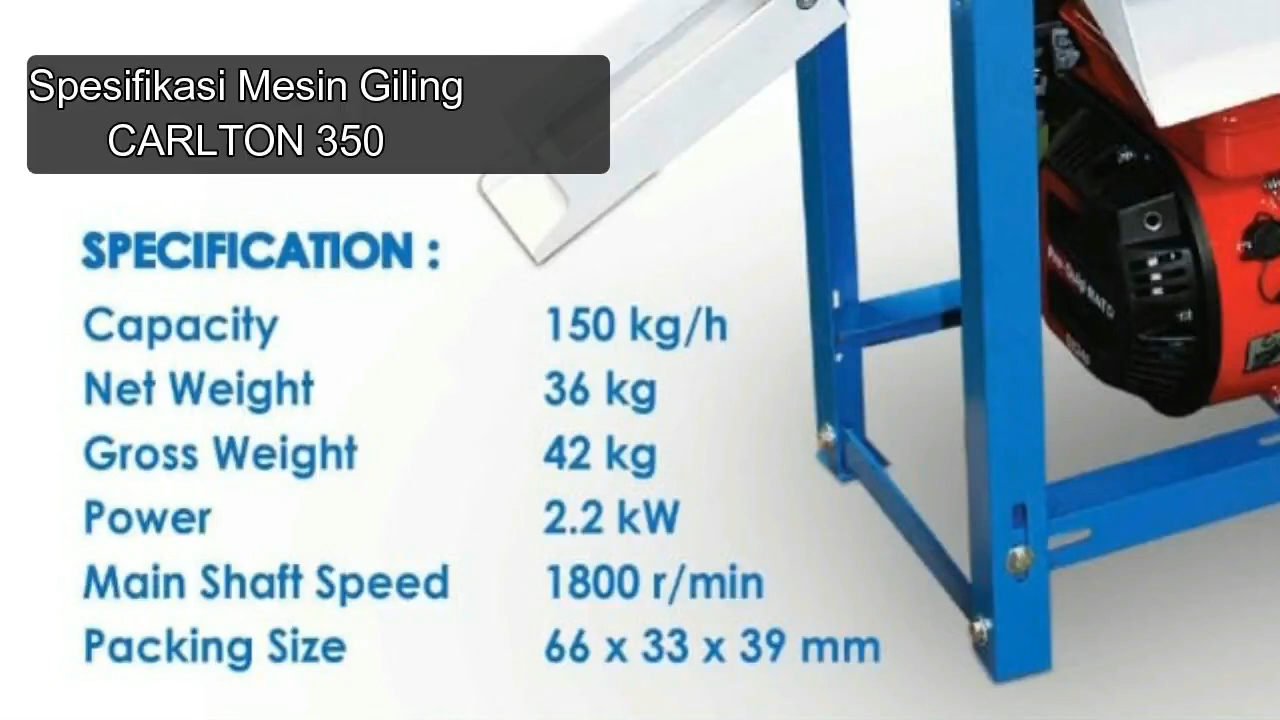 Spesifikasi Mesin Giling
CARLTON 350
SPECIFICATION :
Capacity 150 kg/h
Net Weight 36 kg
Gross Weight 42 kg
Power 2.2 kW
Main Shaft Speed 1800 r/min
Packing Size 66 x 33 x 39 mm